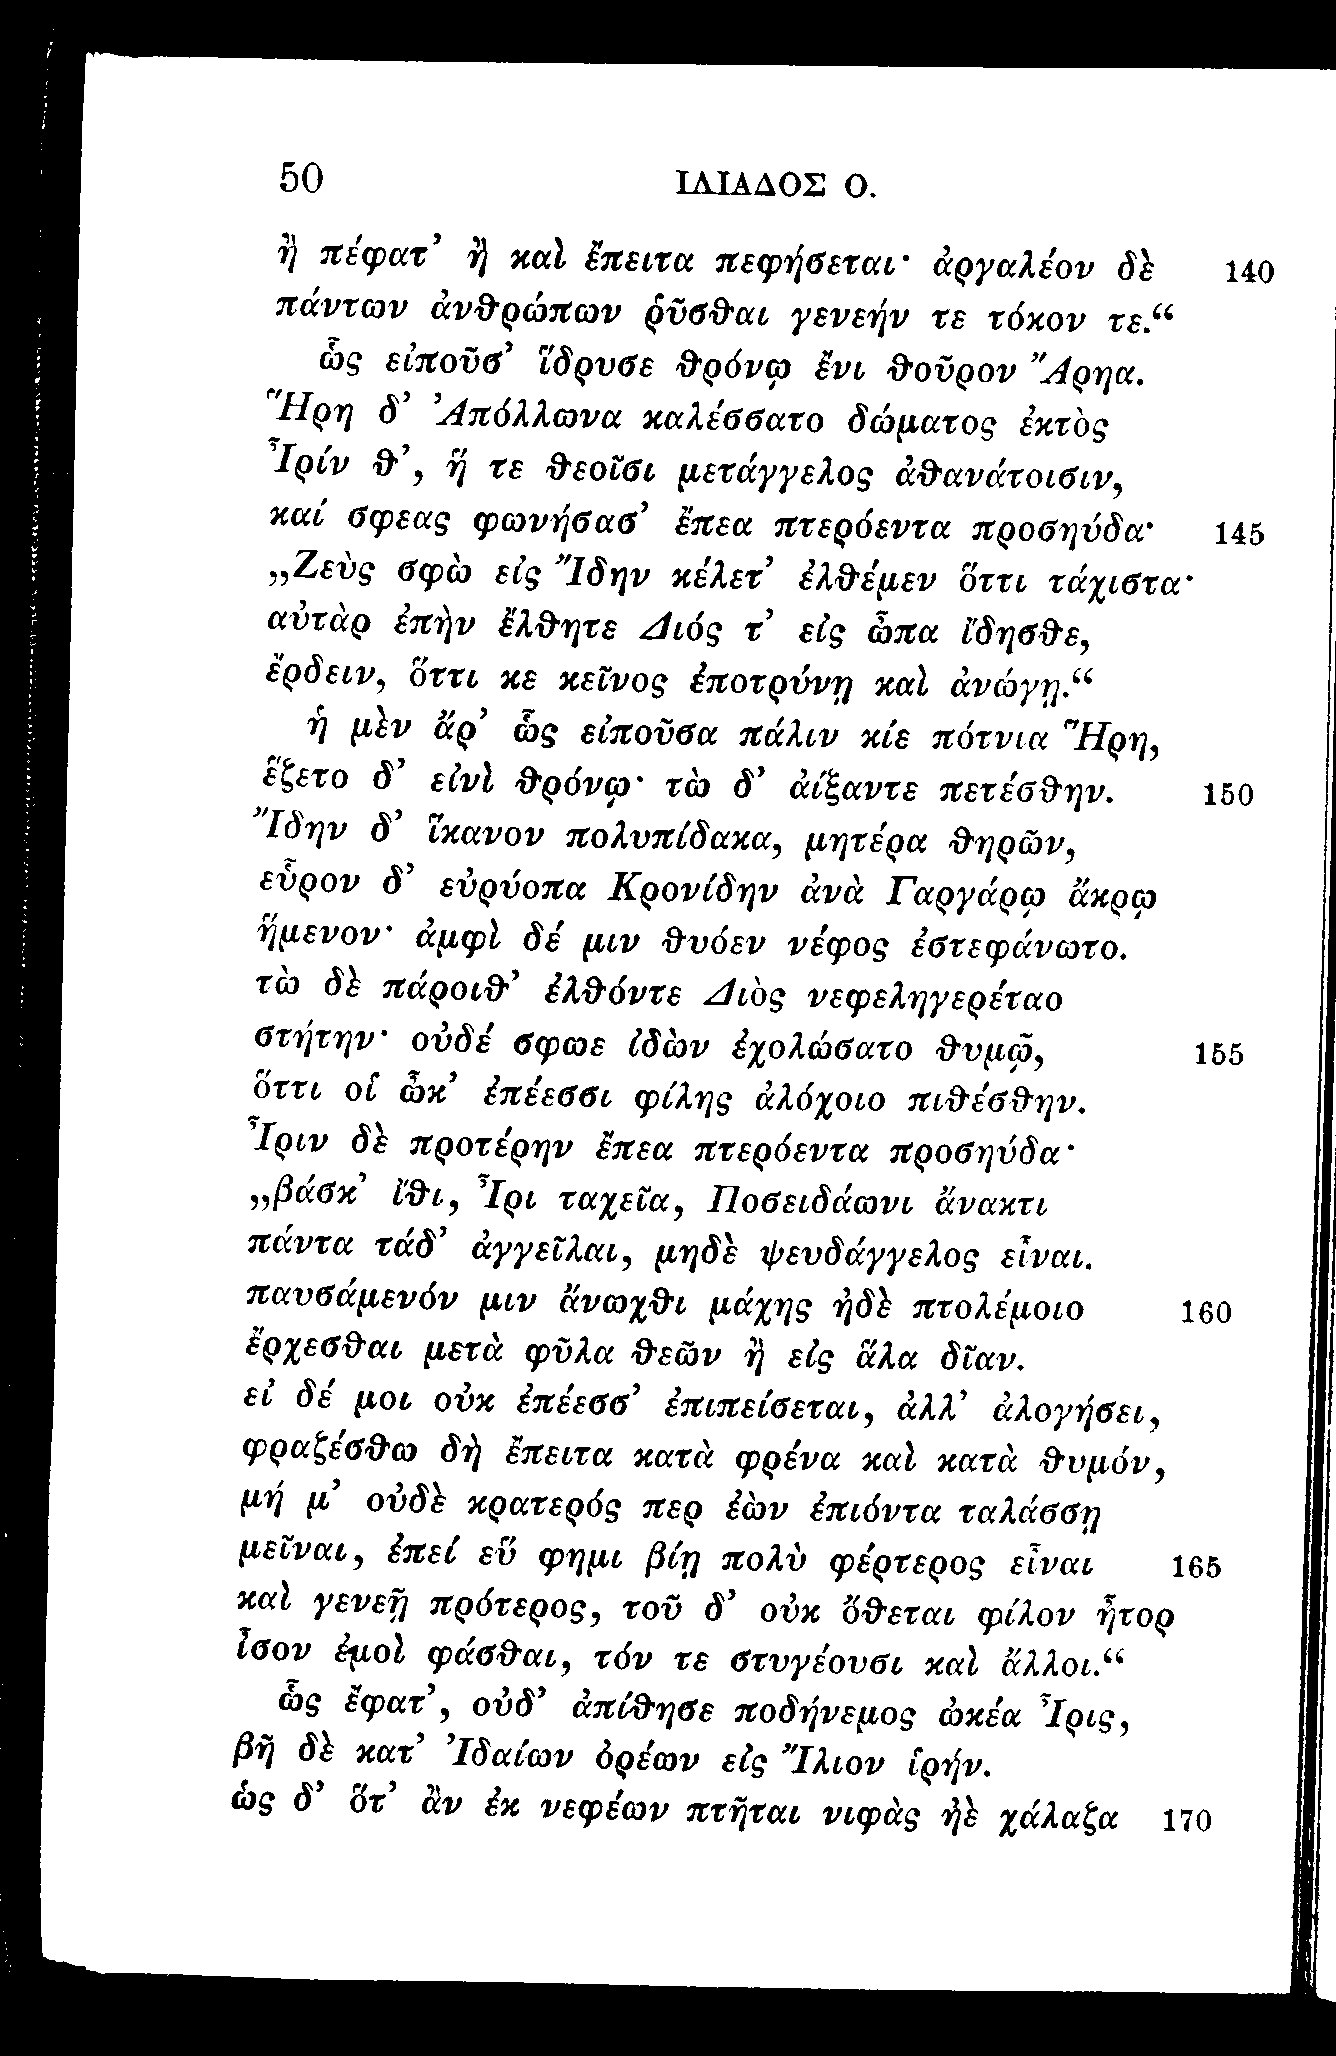 50 ΙΛΙΑΔΟΣ Ο.
ἢ πέφατ’ ἢ καὶ ἔπειτα πεφήσεται· ἀργαλέον δὲ 140
πάντων ἀνθρώπων ῥῦσθαι γενεήν τε τόκον τε.“
ὣς εἰποῦσ’ ἵδρυσε θρόνῳ ἔνι θοῦρον Ἄρηα.
Ἥρη δ’ Ἀπόλλωνα καλέσσατο δώματος ἐκτὸς
Ἶρίν θ’, ἥ τε θεοῖσι μετάγγελος ἀθανάτοισιν,
καί σφεας φωνήσασ’ ἔπεα πτερόεντα προσηύδα· 145
„Ζεὺς σφὼ εἰς Ἴδην κέλετ’ ἐλθέμεν ὅττι τάχιστα·
αὐτὰρ ἐπὴν ἔλθητε Διός τ’ εἰς ὦπα ἴδησθε,
ἔρδειν, ὅττι κε κεῖνος ἐποτρύνῃ καὶ ἀνώγῃ.“
ἡ μὲν ἄρ’ ὣς εἰποῦσα πάλιν κίε πότνια Ἥρη,
ἕζετο δ’ εἰνὶ θρόνῳ· τὼ δ’ ἀίξαντε πετέσθην. 150
Ἴδην δ’ ἵκανον πολυπίδακα, μητέρα θηρῶν,
εὗρον δ’ εὐρύοπα Κρονίδην ἀνὰ Γαργάρῳ ἄκρῳ
ἥμενον· ἀμφὶ δέ μιν θυόεν νέφος ἐστεφάνωτο.
τὼ δὲ πάροιθ’ ἐλθόντε Διὸς νεφεληγερέταο
στήτην· οὐδέ σφωε ἰδὼν ἐχολώσατο θυμῷ, 155
ὅττι οἱ ὦκ’ ἐπέεσσι φίλης ἀλόχοιο πιθέσθην.
Ἶριν δὲ προτέρην ἔπεα πτερόεντα προσηύδα·
„βάσκ’ ἴθι, Ἶρι ταχεῖα, Ποσειδάωνι ἄνακτι
πάντα τάδ’ ἀγγεῖλαι, μηδὲ ψευδάγγελος εἶναι.
παυσάμενόν μιν ἄνωχθι μάχης ἠδὲ πτολέμοιο 160
ἔρχεσθαι μετὰ φῦλα θεῶν ἢ εἰς ἅλα δῖαν.
εἰ δέ μοι οὐκ ἐπέεσσ’ ἐπιπείσεται, ἀλλ’ ἀλογήσει,
φραζέσθω δὴ ἔπειτα κατὰ φρένα καὶ κατὰ θυμόν,
μή μ’ οὐδὲ κρατερός περ ἐὼν ἐπιόντα ταλάσσῃ
μεῖναι, ἐπεί εὕ φημι βίῃ πολὺ φέρτερος εἶναι 165
καὶ γενεῇ πρότερος, τοῦ δ’ οὐκ ὄθεται φίλον ἦτορ
ἶσον ἐμοὶ φάσθαι, τόν τε στυγέουσι καὶ ἄλλοι.“
ὣς ἔφατ’, οὐδ’ ἀπίθησε ποδήνεμος ὠκέα Ἶρις,
βῆ δὲ κατ’ Ἰδαίων ὀρέων εἰς Ἴλιον ἱρήν.
ὡς δ’ ὅτ’ ἂν ἐκ νεφέων πτῆται νιφὰς ἠὲ χάλαζα 170